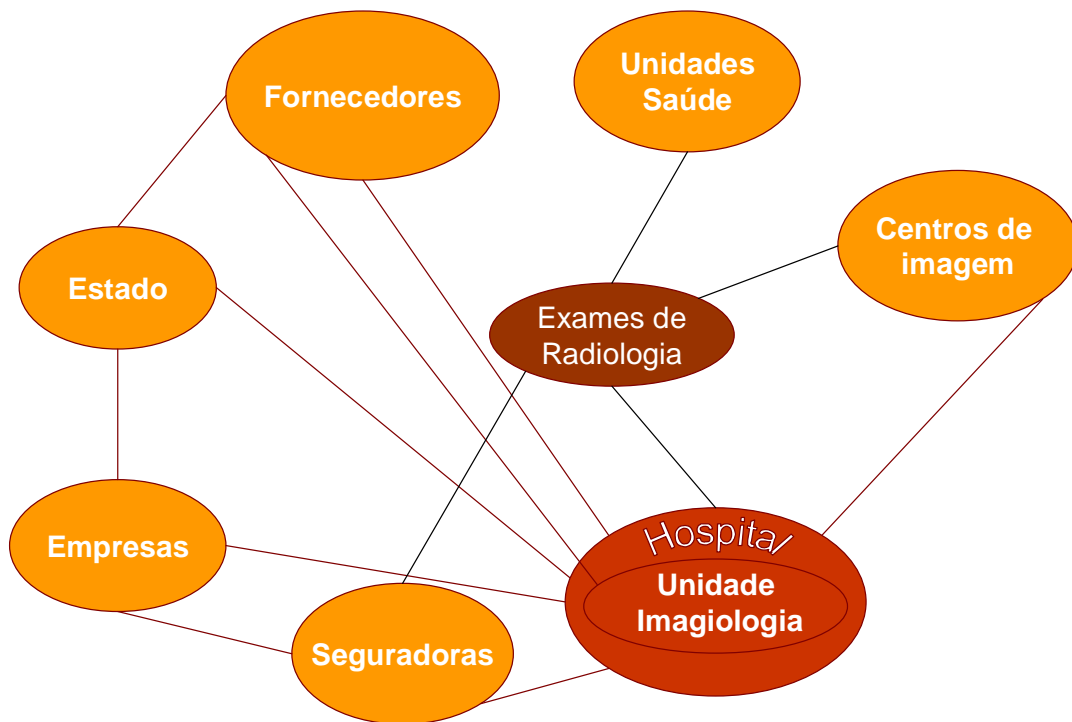 Fornecedores
Unidades
Saúde
Centros de
imagem
Estado
Exames de
Radiologia
Empresas
Hospital
Unidade
Imagiologia
Seguradoras